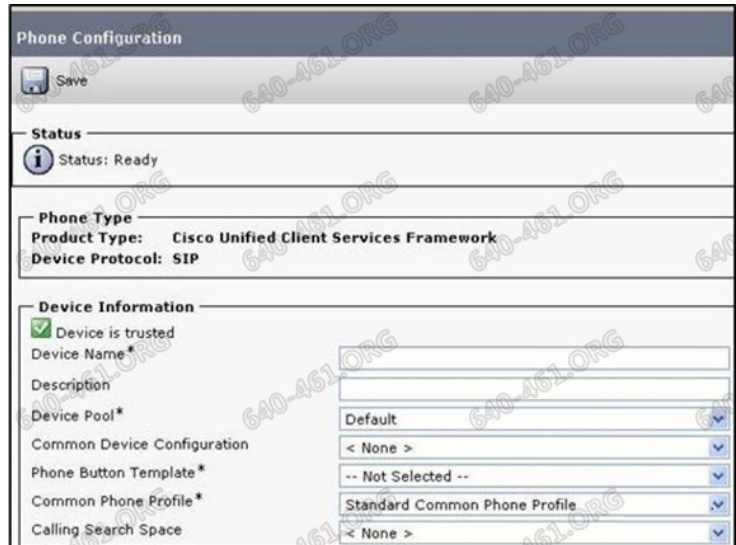 Phone Configuration
Save
Status
i Status: Ready
Phone Type
Product Type: Cisco Unified Client Services Framework
Device Protocol: SIP
Device Information
Device is trusted
Device Name*
Description
Device Pool* Default
Common Device Configuration < None >
Phone Button Template* -- Not Selected --
Common Phone Profile* Standard Common Phone Profile
Calling Search Space < None >
640-461.ORG